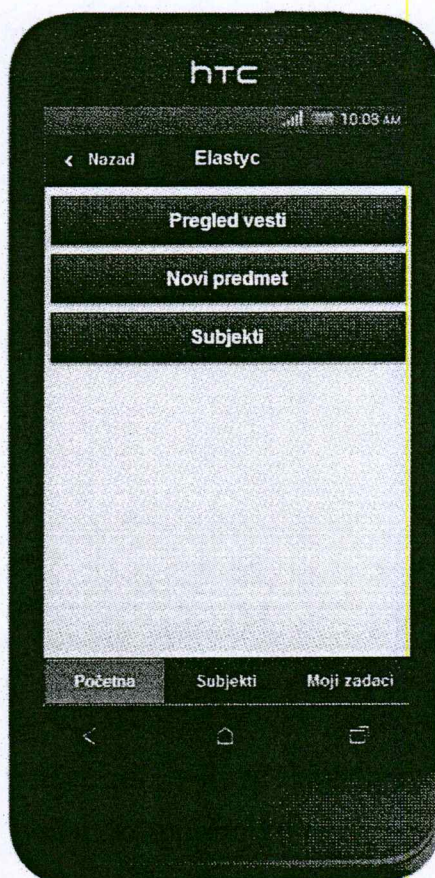 htc
10:08 AM
Nazad Elastyc
Pregled vesti
Novi predmet
Subjekti
Početna Subjekti Moji zadaci